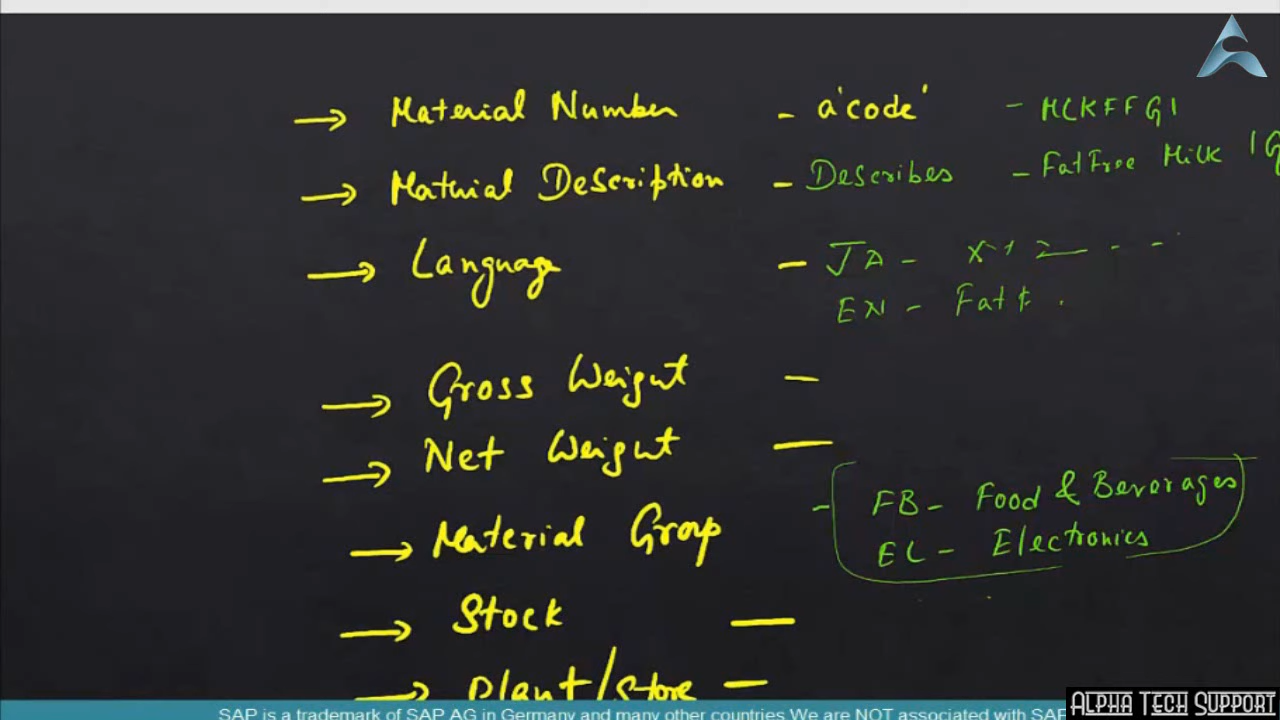 → Material Number - a 'code' - MCKFFG1
→ Material Description - Describes - FatFree Milk 1G
→ Language - JA -
EN - Fat f.
→ Gross Weight -
→ Net Weight -
→ Material Group - FB - Food & Beverages
EL - Electronics
→ Stock -
→ Plant/Store -
SAP is a trademark of SAP AG in Germany and many other countries We are NOT associated with SAP
ALPHA TECH SUPPORT